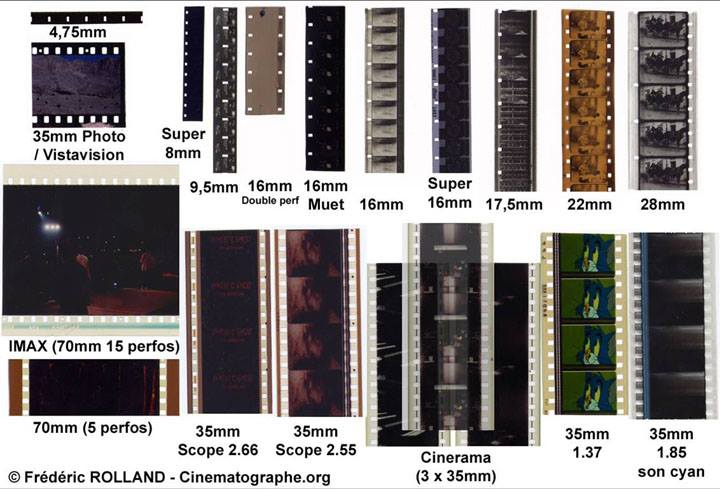 4,75mm
35mm Photo
/ Vistavision
Super
8mm
9,5mm
16mm
Double perf
16mm
Muet
16mm
Super
16mm
17,5mm
22mm
28mm
IMAX (70mm 15 perfos)
70mm (5 perfos)
35mm
Scope 2.66
35mm
Scope 2.55
Cinerama
(3 x 35mm)
35mm
1.37
35mm
1.85
son cyan
© Frédéric ROLLAND - Cinematographe.org